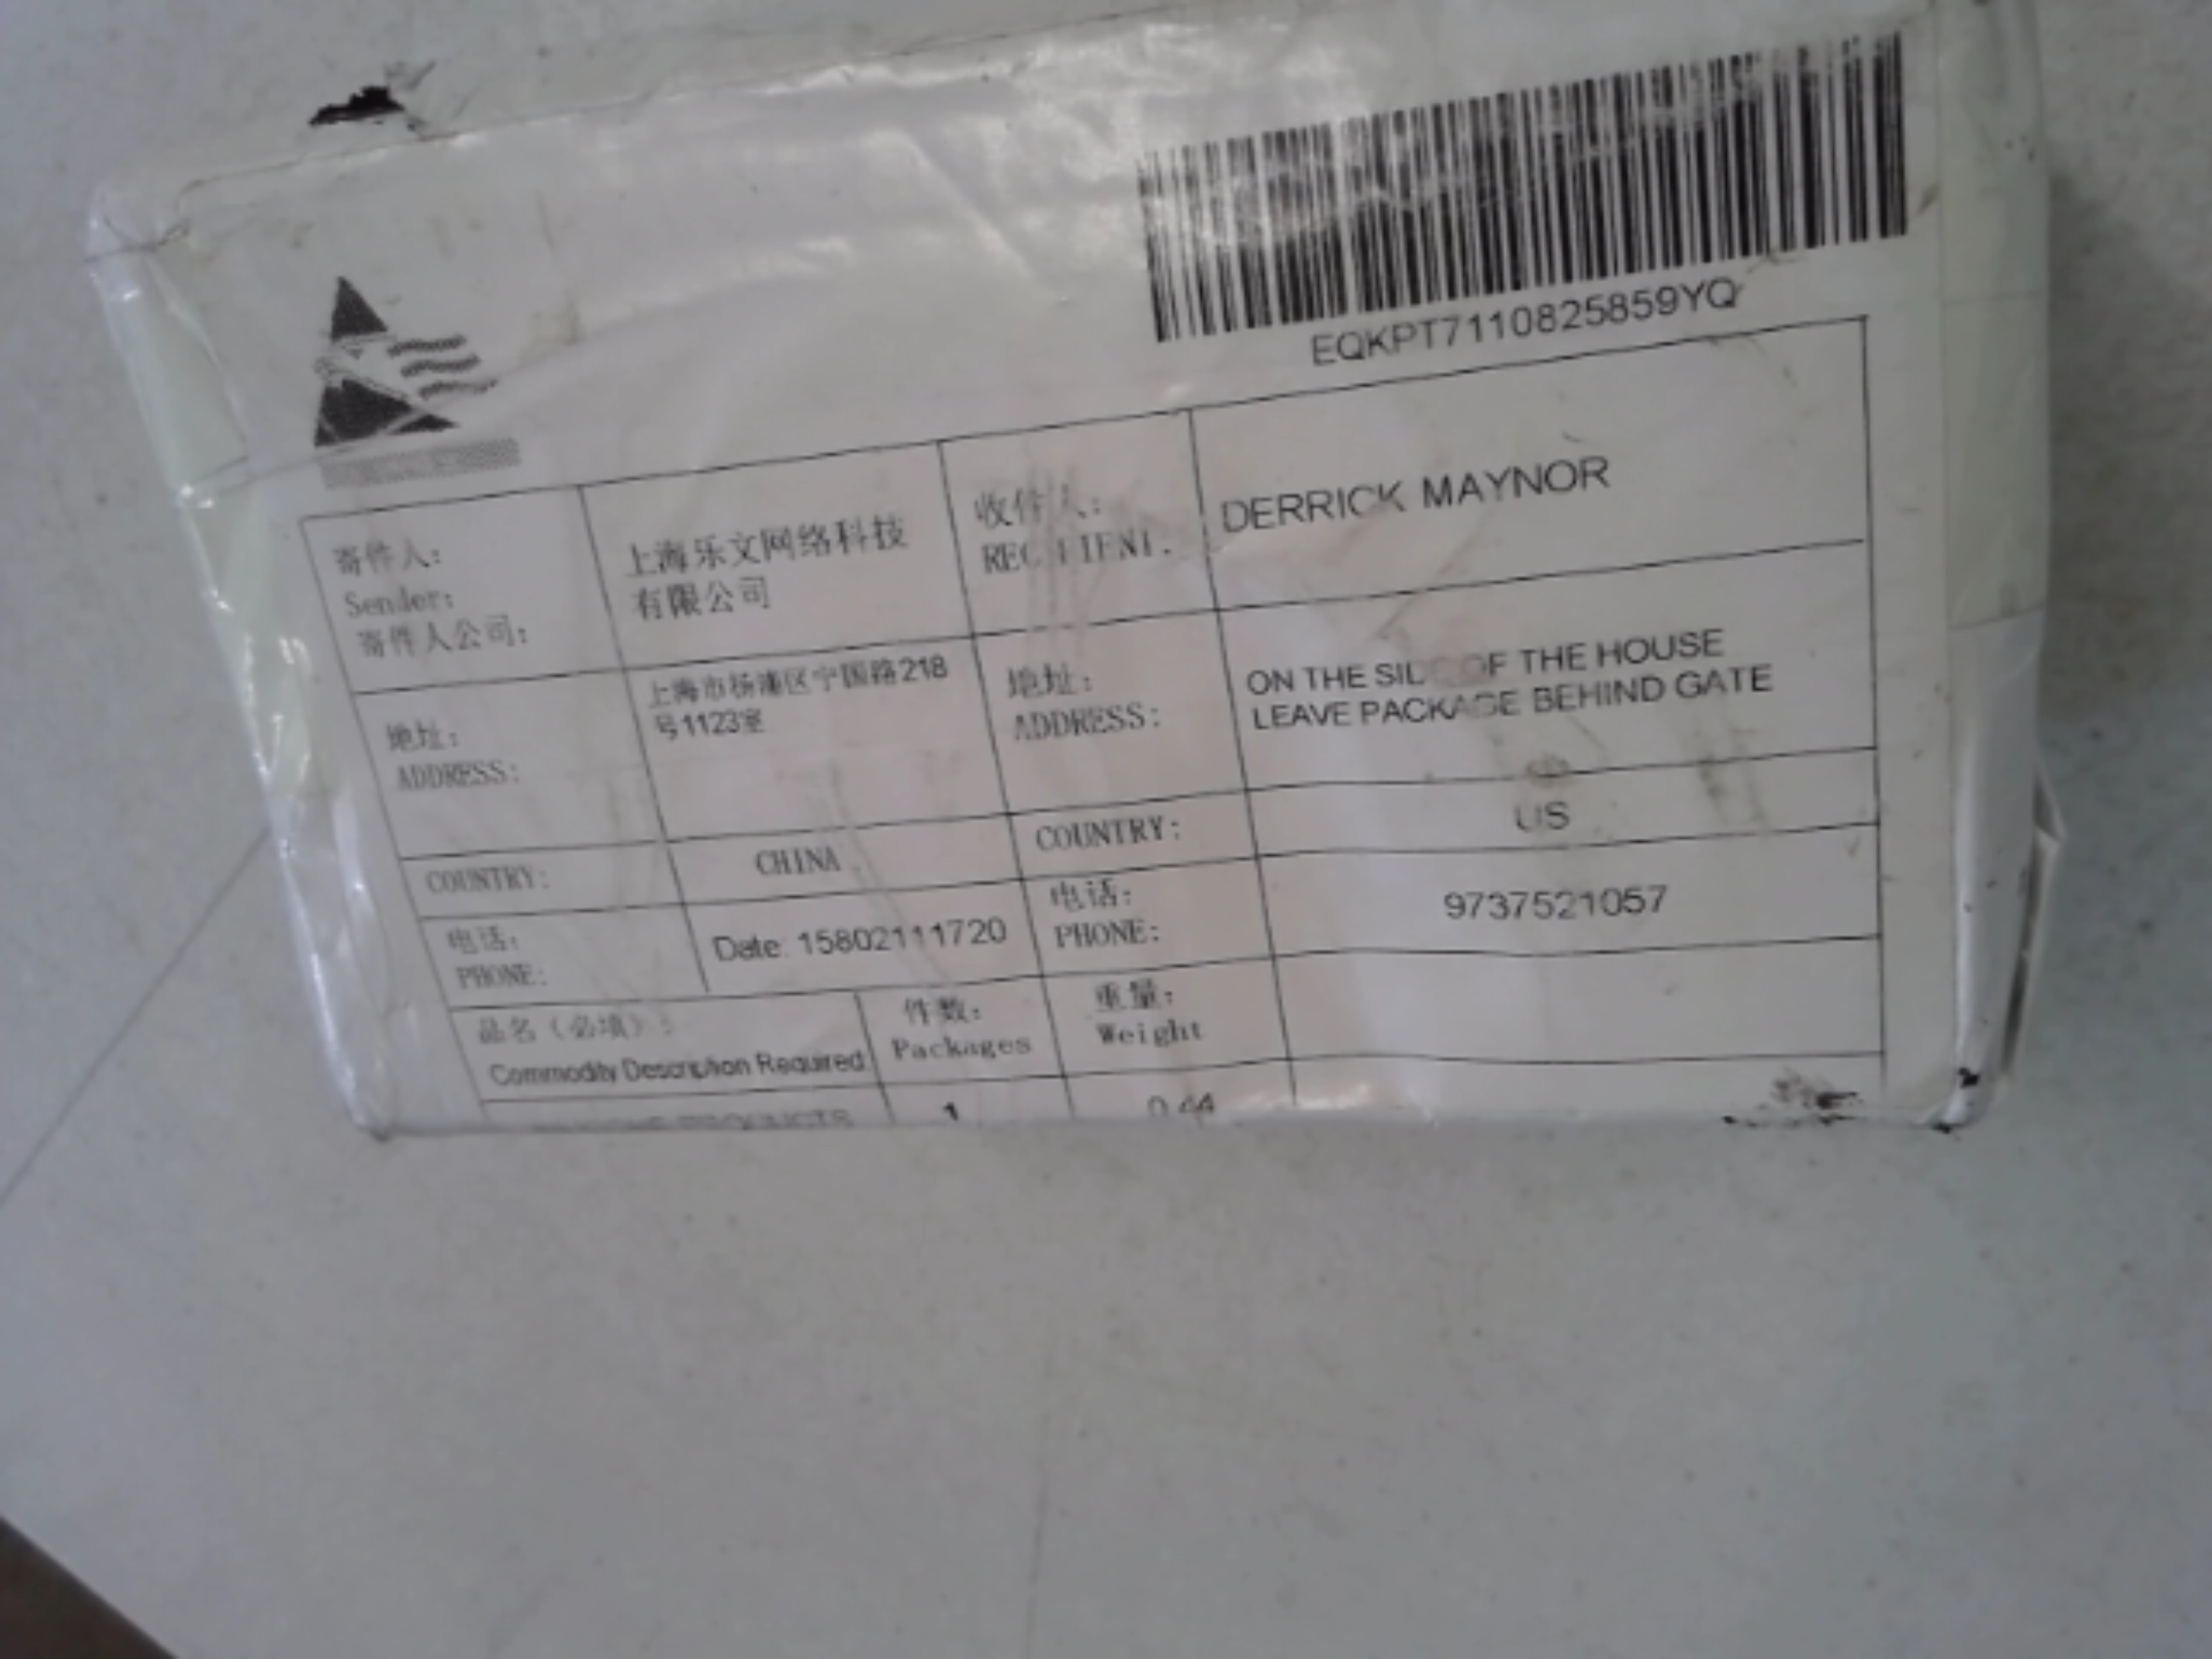 EQKPT7110825859YQ
寄件人:
Sender:
寄件人公司:
上海乐文网络科技
有限公司
收件人:
RECIPIENT.
DERRICK MAYNOR
地址:
ADDRESS:
上海市杨浦区宁国路218
号1123室
地址:
ADDRESS:
ON THE SIDE OF THE HOUSE
LEAVE PACKAGE BEHIND GATE
COUNTRY:
CHINA
COUNTRY:
US
电话:
PHONE:
Date: 15802111720
电话:
PHONE:
9737521057
品名(必填):
Commodity Description Required
件数:
Packages
重量:
Weight
PRODUCTS
1
0.44